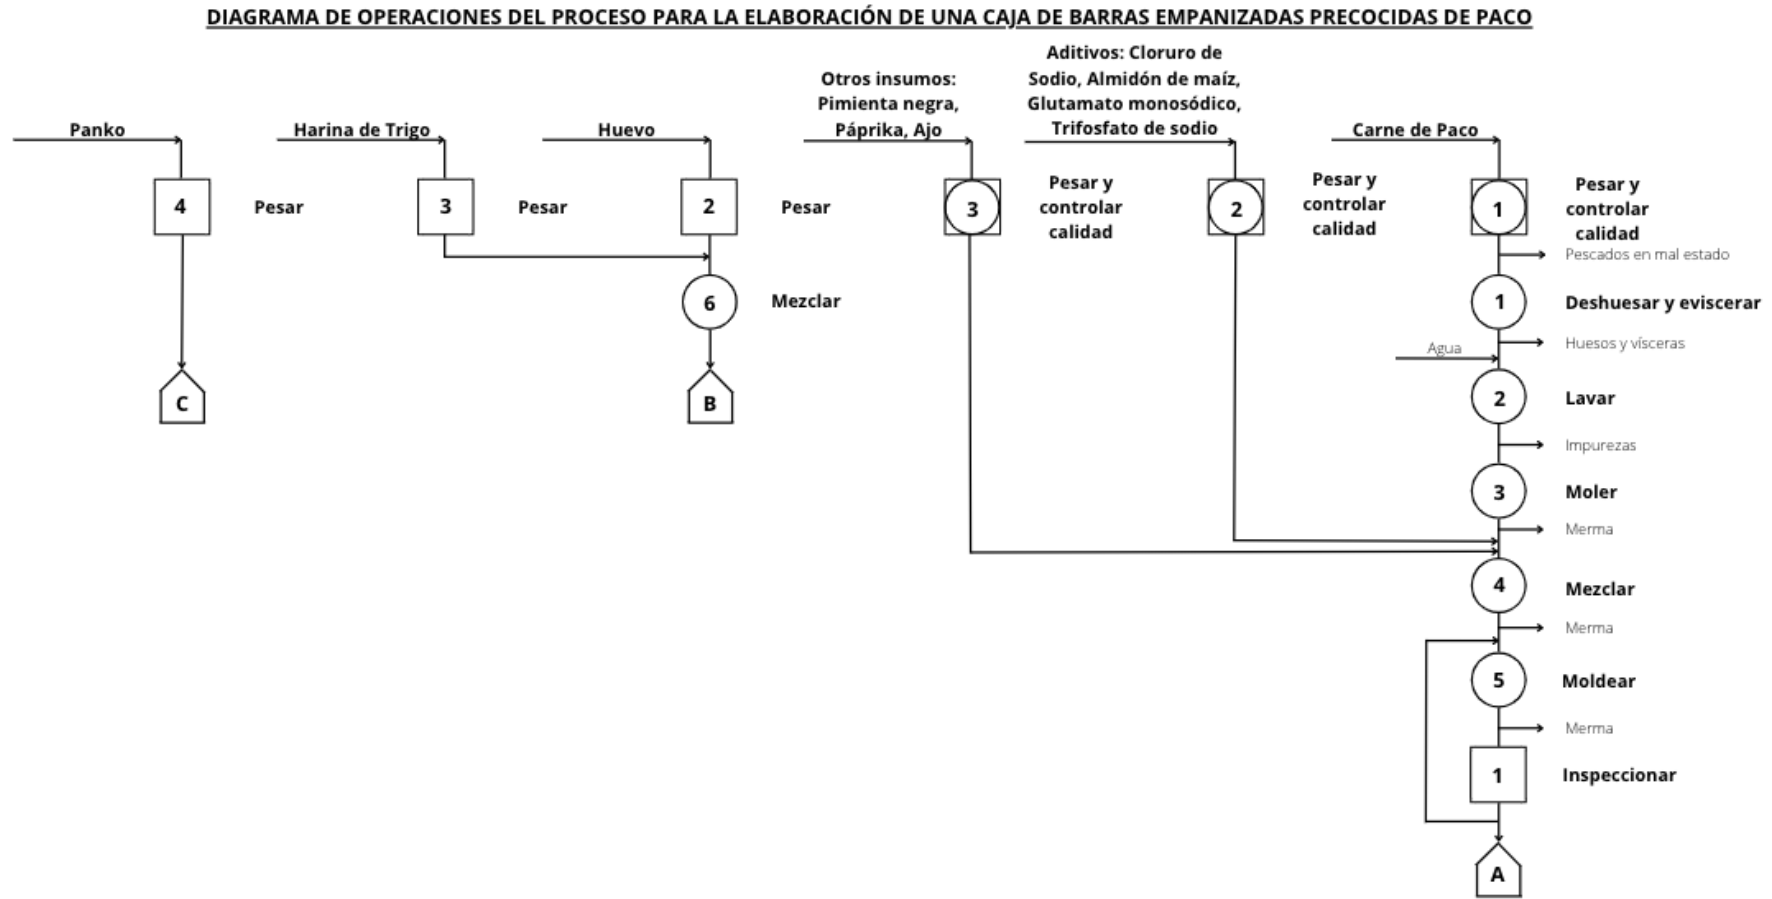 DIAGRAMA DE OPERACIONES DEL PROCESO PARA LA ELABORACIÓN DE UNA CAJA DE BARRAS EMPANIZADAS PRECOCIDAS DE PACO
Panko
4
Pesar
C
Harina de Trigo
3
Pesar
Huevo
2
Pesar
6
Mezclar
B
Otros insumos:
Pimienta negra,
Páprika, Ajo
3
Pesar y
controlar
calidad
Aditivos: Cloruro de
Sodio, Almidón de maíz,
Glutamato monosódico,
Trifosfato de sodio
2
Pesar y
controlar
calidad
Carne de Paco
1
Pesar y
controlar
calidad
Pescados en mal estado
1
Deshuesar y eviscerar
Huesos y vísceras
Agua
2
Lavar
Impurezas
3
Moler
Merma
4
Mezclar
Merma
5
Moldear
Merma
1
Inspeccionar
A